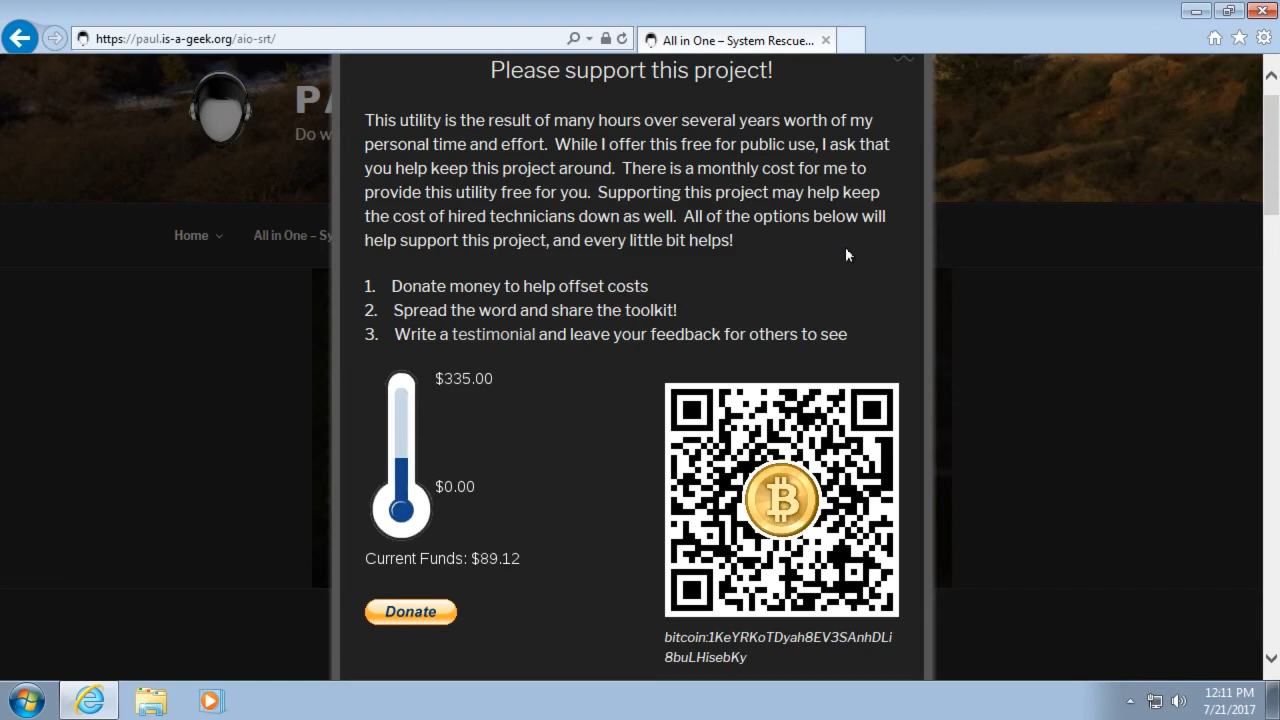 https://paul.is-a-geek.org/aio-srt/
All in One – System Rescue...
Please support this project!
This utility is the result of many hours over several years worth of my
personal time and effort. While I offer this free for public use, I ask that
you help keep this project around. There is a monthly cost for me to
provide this utility free for you. Supporting this project may help keep
the cost of hired technicians down as well. All of the options below will
help support this project, and every little bit helps!
Do w
Home
All in One – Sy
1. Donate money to help offset costs
2. Spread the word and share the toolkit!
3. Write a testimonial and leave your feedback for others to see
$335.00
$0.00
Current Funds: $89.12
Donate
bitcoin:1KeYRKoTDyah8EV3SAnhDLi
8buLHisebKy
12:11 PM
7/21/2017